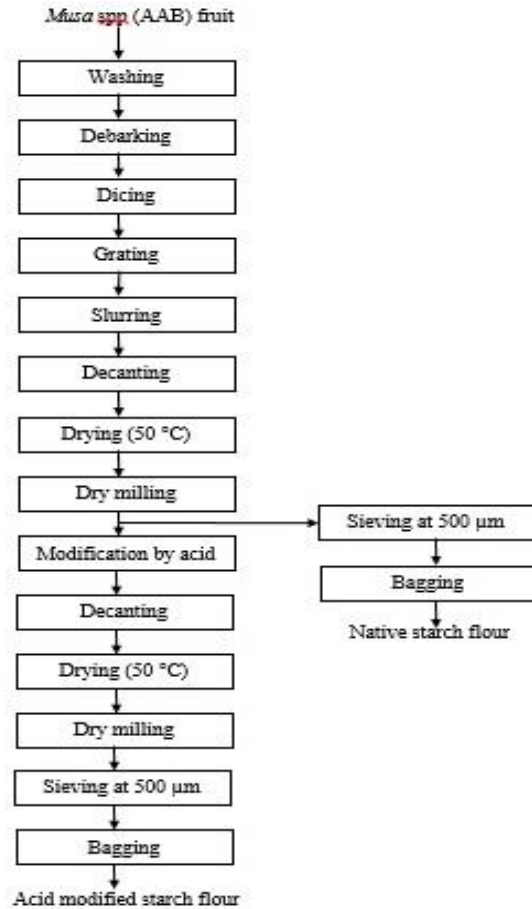 Musa spp (AAB) fruit
Washing
Debarking
Dicing
Grating
Slurring
Decanting
Drying (50 °C)
Dry milling
Sieving at 500 µm
Modification by acid
Bagging
Decanting
Native starch flour
Drying (50 °C)
Dry milling
Sieving at 500 µm
Bagging
Acid modified starch flour